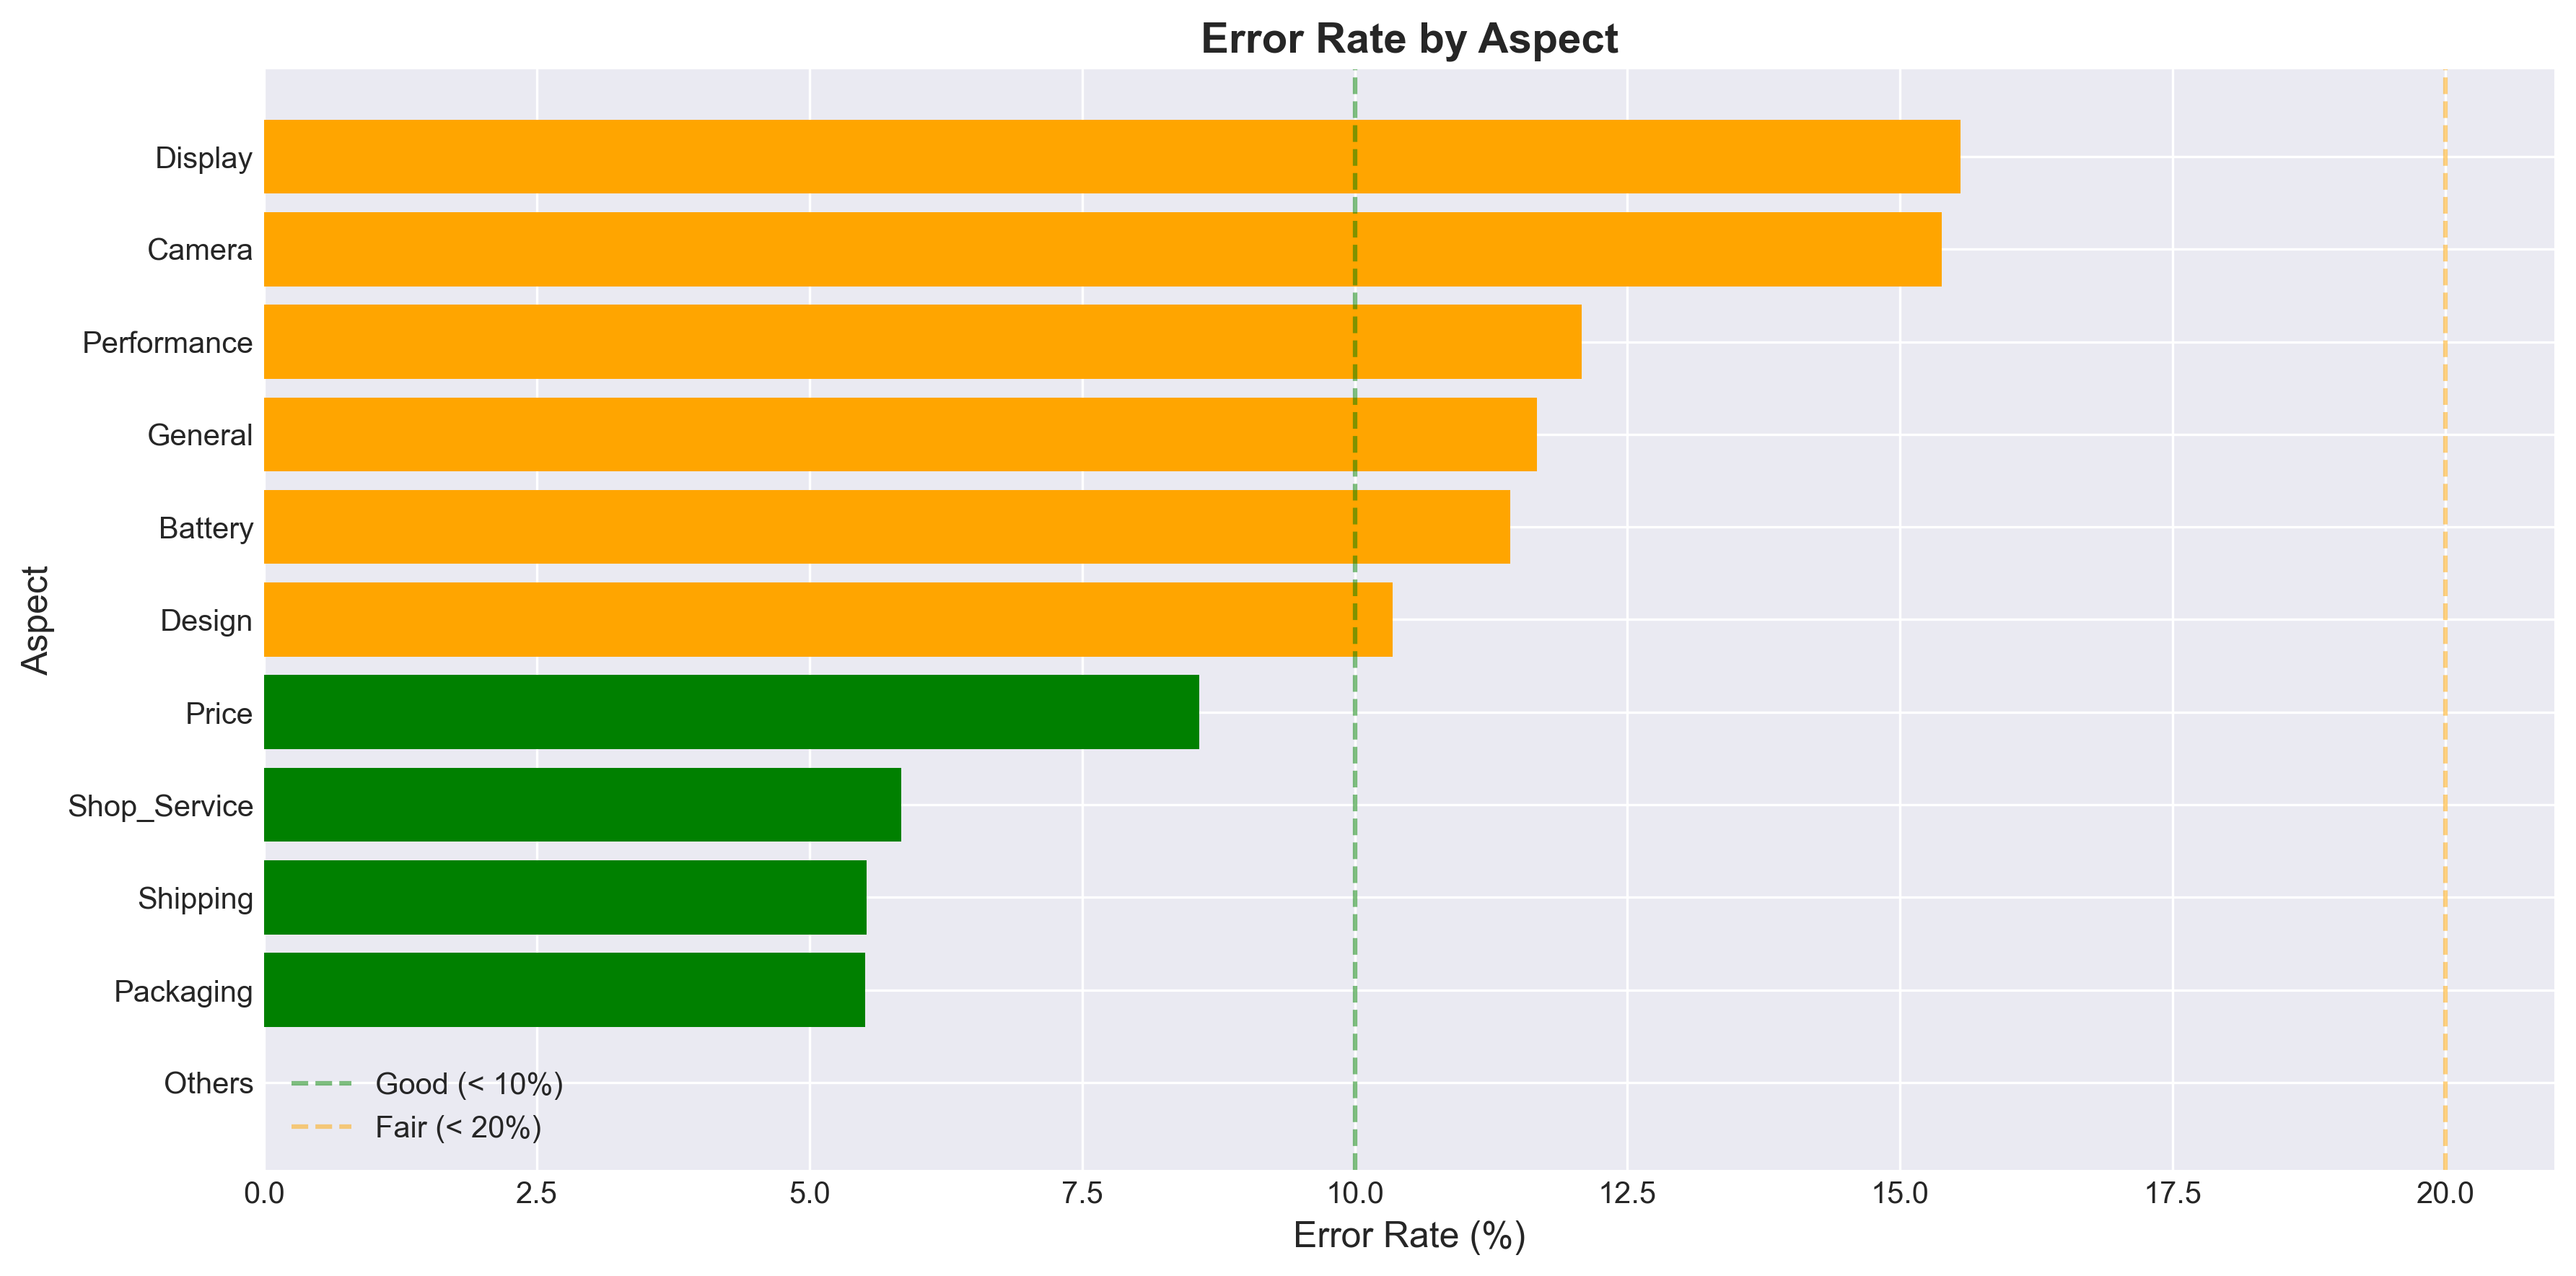 Error Rate by Aspect
Aspect
Display
Camera
Performance
General
Battery
Design
Price
Shop_Service
Shipping
Packaging
Others
Good (< 10%)
Fair (< 20%)
0.0 2.5 5.0 7.5 10.0 12.5 15.0 17.5 20.0
Error Rate (%)